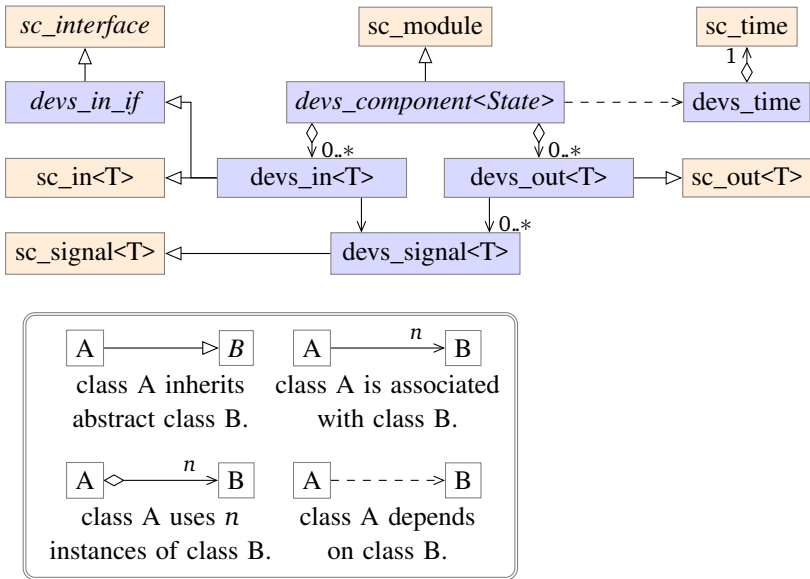 sc_interface sc_module sc_time
1
devs_in_if devs_component<State> devs_time
0..* 0..*
sc_in<T> devs_in<T> devs_out<T> sc_out<T>
0..*
sc_signal<T> devs_signal<T>
A B A n B
class A inherits class A is associated
abstract class B. with class B.
A n B A B
class A uses n class A depends
instances of class B. on class B.